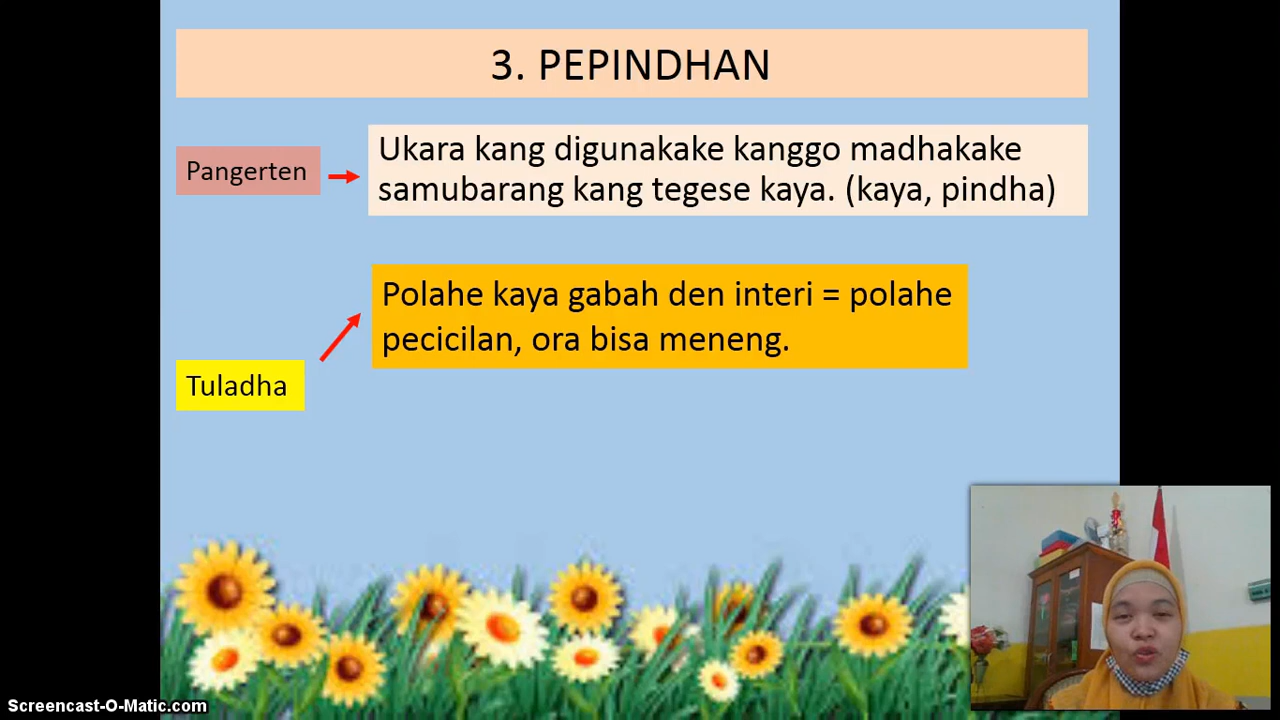 3. PEPINDHAN
Pangerten
Ukara kang digunakake kanggo madhakake
samubarang kang tegese kaya. (kaya, pindha)
Polahe kaya gabah den interi = polahe
pecicilan, ora bisa meneng.
Tuladha
Screencast-O-Matic.com